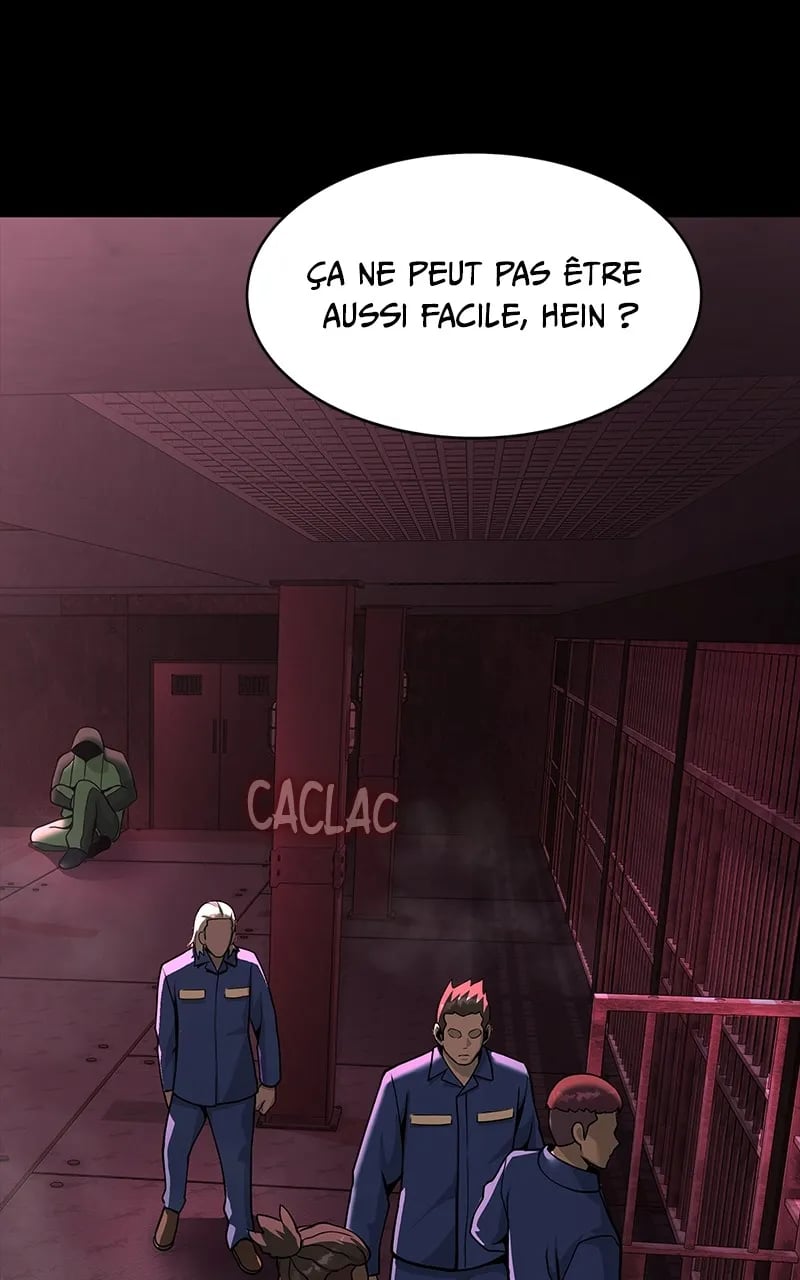 ÇA NE PEUT PAS ÊTRE
AUSSI FACILE, HEIN ?
CACLAC